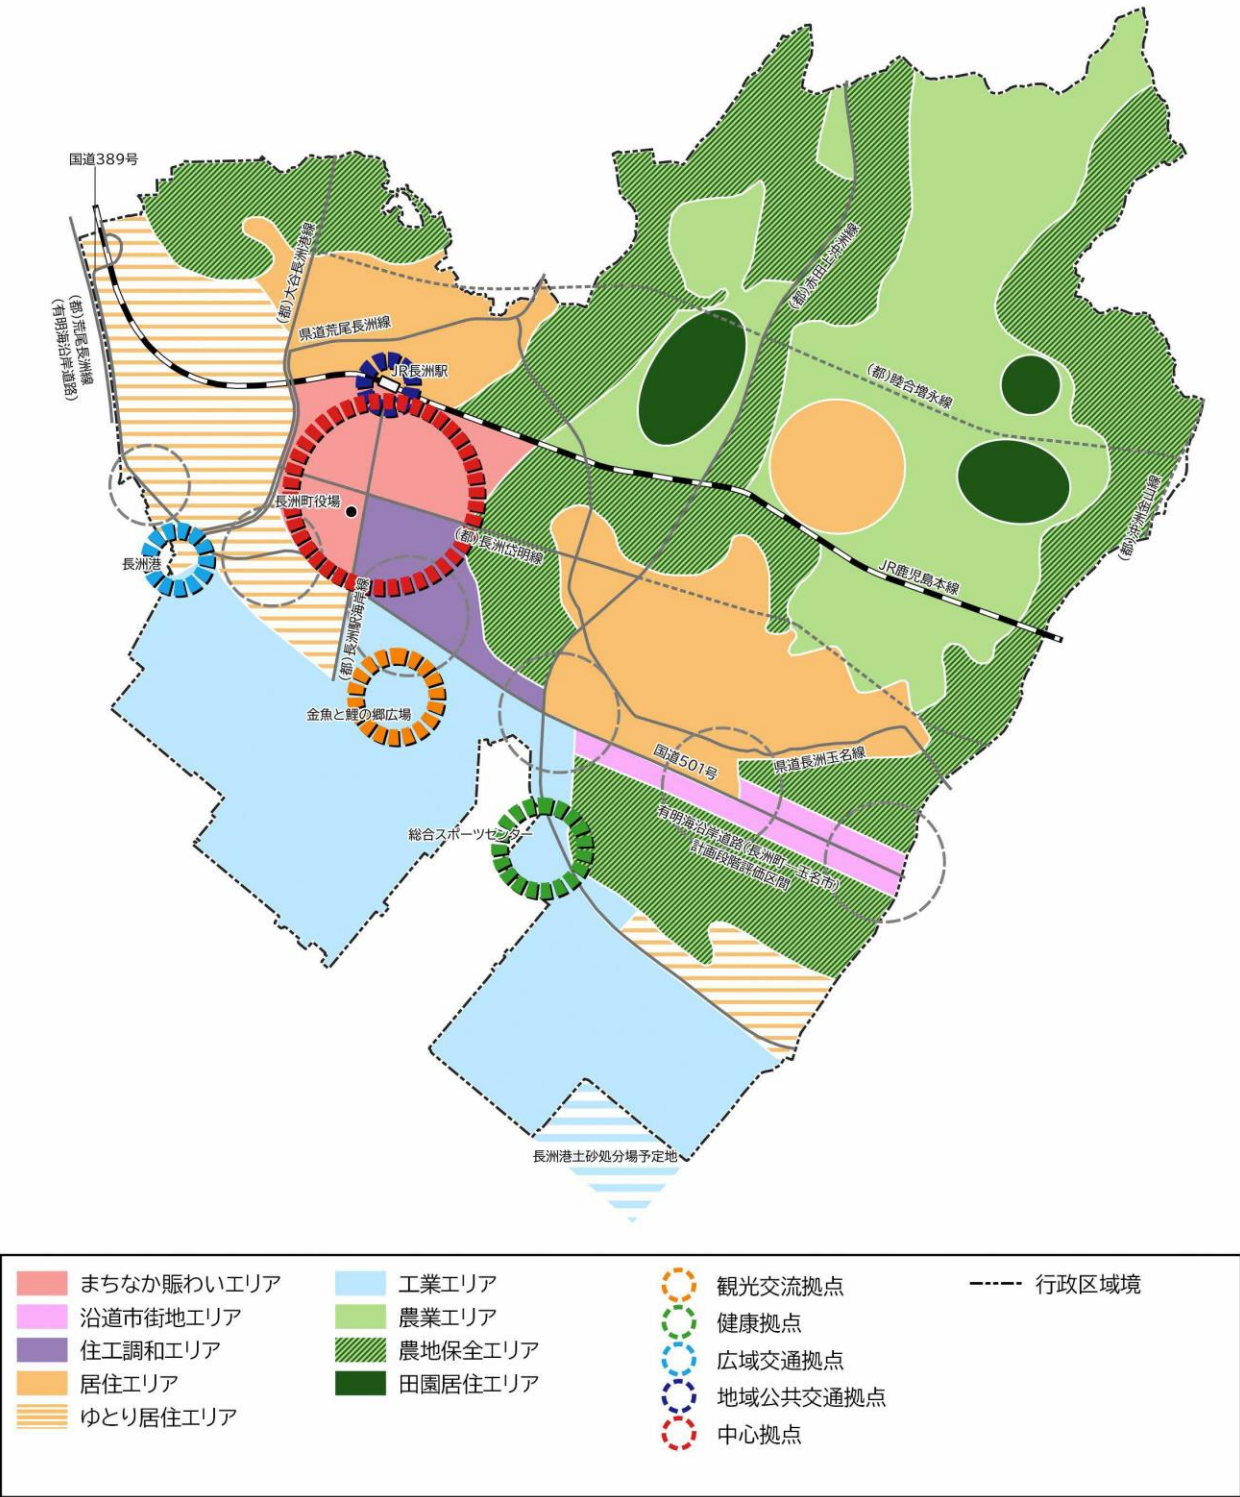 国道389号
(都)大谷長洲港線
(都)赤田上沖洲線
(都)荒尾長洲線
(有明海沿岸道路)
県道荒尾長洲線
JR長洲駅
(都)睦合増永線
長洲町役場
(都)沖洲金山線
(都)長洲岱明線
長洲港
JR鹿児島本線
(都)長洲駅海岸線
金魚と鯉の郷広場
国道501号
県道長洲玉名線
有明海沿岸道路(長洲町―玉名市)
計画段階評価区間
総合スポーツセンター
長洲港土砂処分場予定地
まちなか賑わいエリア
沿道市街地エリア
住工調和エリア
居住エリア
ゆとり居住エリア
工業エリア
農業エリア
農地保全エリア
田園居住エリア
観光交流拠点
健康拠点
広域交通拠点
地域公共交通拠点
中心拠点
行政区域境